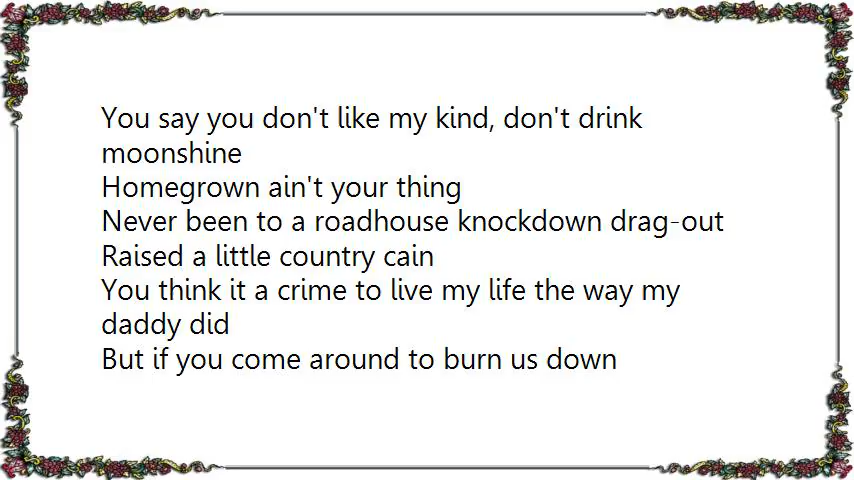 You say you don't like my kind, don't drink
moonshine
Homegrown ain't your thing
Never been to a roadhouse knockdown drag-out
Raised a little country cain
You think it a crime to live my life the way my
daddy did
But if you come around to burn us down